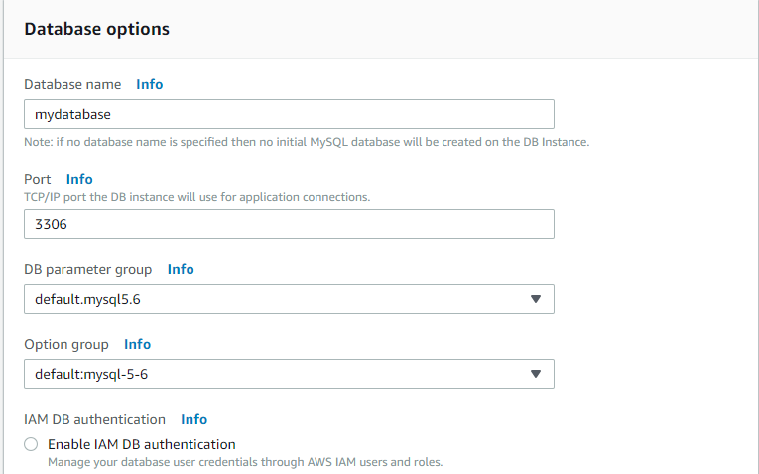 Database options
Database name Info
mydatabase
Note: if no database name is specified then no initial MySQL database will be created on the DB Instance.
Port Info
TCP/IP port the DB instance will use for application connections.
3306
DB parameter group Info
default.mysql5.6
Option group Info
default:mysql-5-6
IAM DB authentication Info
Enable IAM DB authentication
Manage your database user credentials through AWS IAM users and roles.